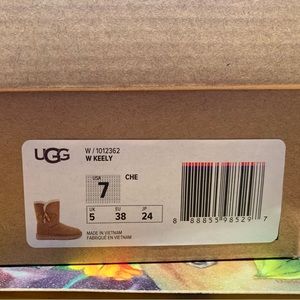 UGG
W / 1012362
W KEELY
USA
7
CHE
UK
5
EU
38
JP
24
MADE IN VIETNAM
FABRIQUÉ EN VIETNAM
8 88855 98529 7